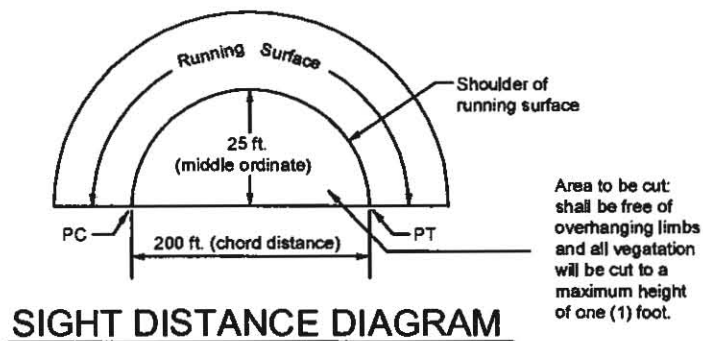 Running Surface
Shoulder of
running surface
25 ft.
(middle ordinate)
PC
PT
200 ft. (chord distance)
Area to be cut:
shall be free of
overhanging limbs
and all vegatation
will be cut to a
maximum height
of one (1) foot.
SIGHT DISTANCE DIAGRAM